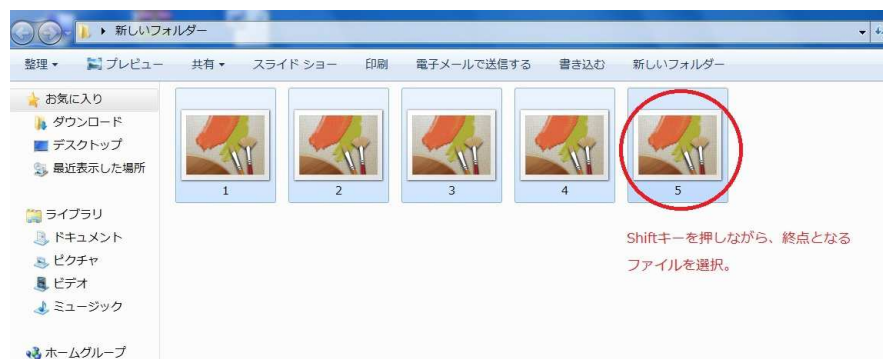 新しいフォルダー
整理 プレビュー 共有 スライド ショー 印刷 電子メールで送信する 書き込む 新しいフォルダー
お気に入り
ダウンロード
デスクトップ
最近表示した場所
ライブラリ
ドキュメント
ピクチャ
ビデオ
ミュージック
ホームグループ
1 2 3 4 5
Shiftキーを押しながら、終点となる
ファイルを選択。